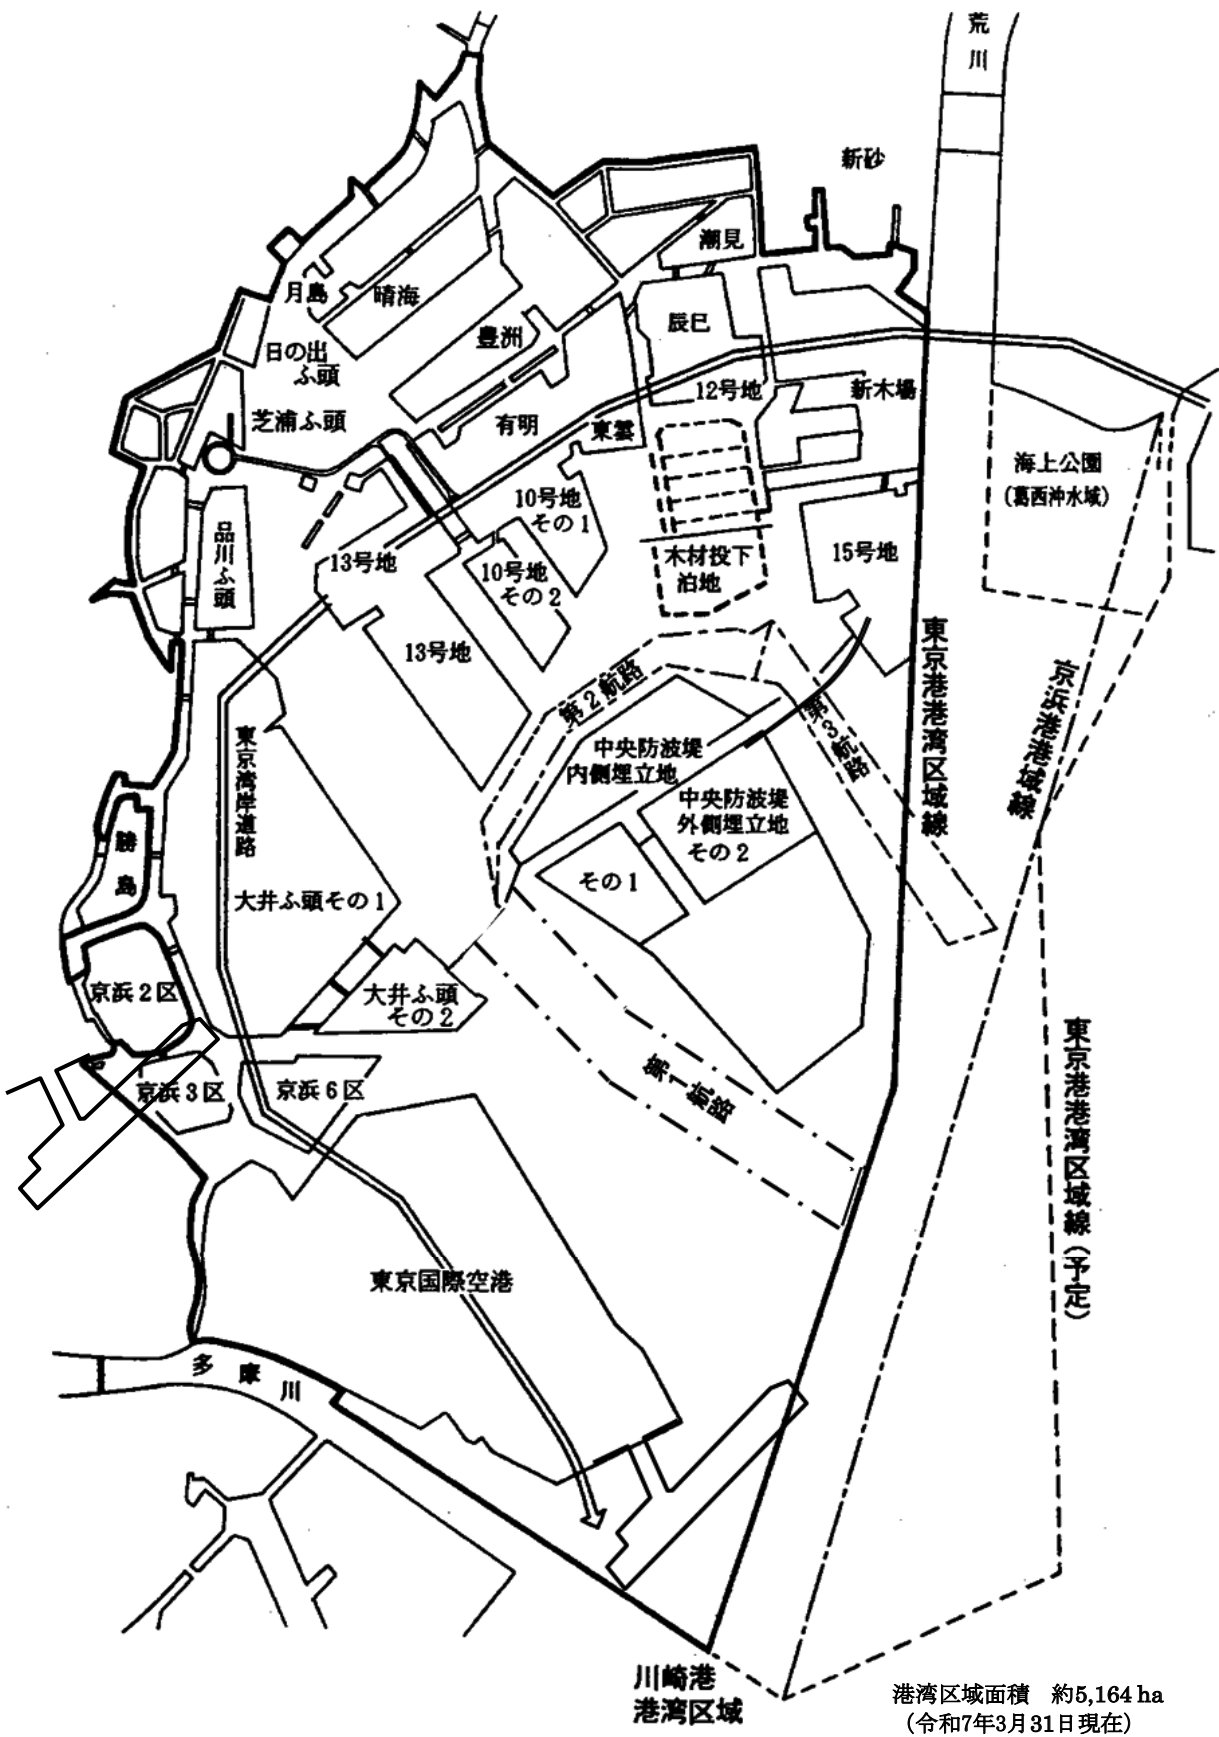 荒川
新砂
潮見
月島
晴海
辰巳
豊洲
日の出
ふ頭
12号地
新木場
芝浦ふ頭
有明
東雲
海上公園
(葛西沖水域)
10号地
その1
品川ふ頭
13号地
木材投下
泊地
15号地
10号地
その2
13号地
東京港港湾区域線
京浜港港域線
第2航路
第3航路
東京湾岸道路
中央防波堤
内側埋立地
中央防波堤
外側埋立地
その2
勝島
その1
大井ふ頭その1
京浜2区
大井ふ頭
その2
東京港港湾区域線(予定)
第1航路
京浜3区
京浜6区
東京国際空港
多摩川
川崎港
港湾区域
港湾区域面積 約5,164 ha
(令和7年3月31日現在)